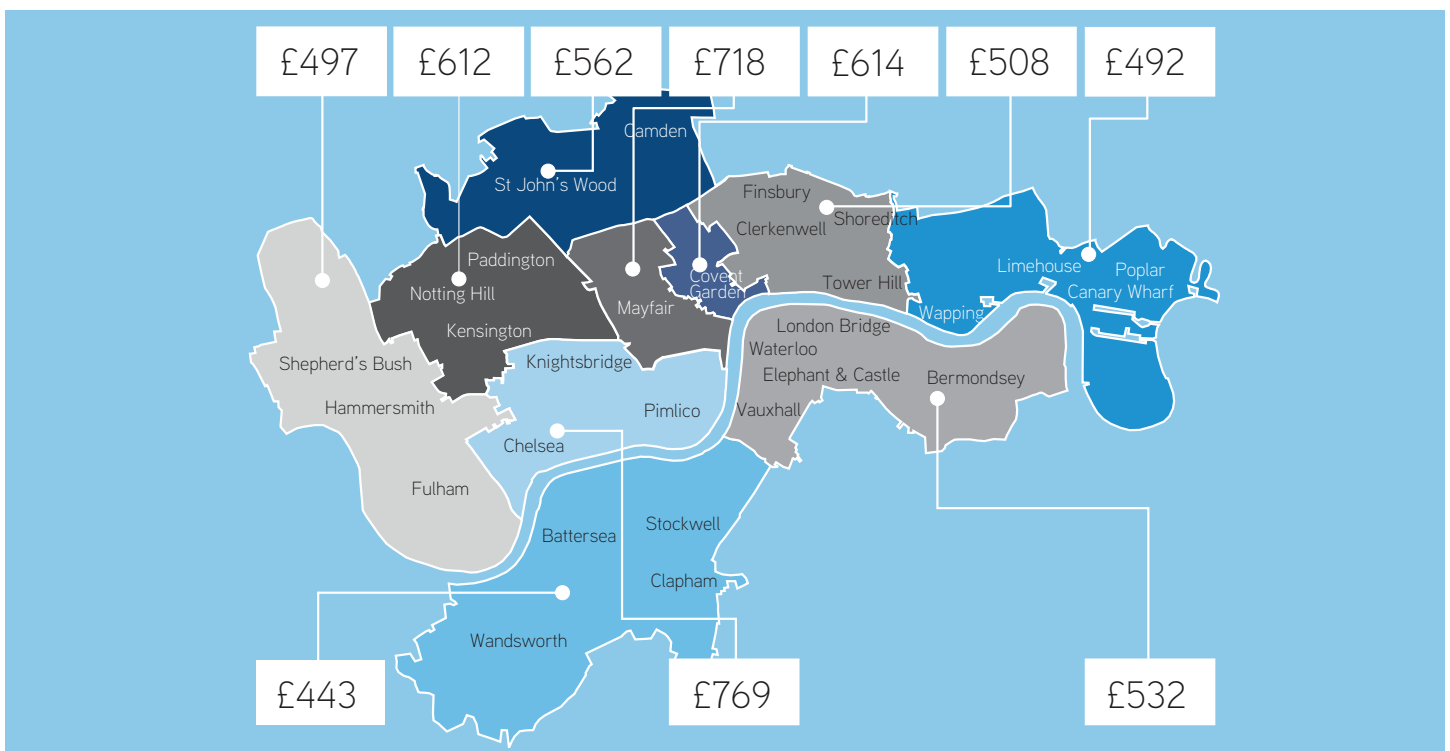 £497
£612
£562
£718
£614
£508
£492
Camden
St John's Wood
Finsbury
Shoreditch
Clerkenwell
Paddington
Limehouse
Poplar
Covent
Garden
Tower Hill
Notting Hill
Canary Wharf
Mayfair
Wapping
Kensington
London Bridge
Waterloo
Shepherd's Bush
Knightsbridge
Elephant & Castle
Bermondsey
Hammersmith
Pimlico
Vauxhall
Chelsea
Fulham
Battersea
Stockwell
Clapham
Wandsworth
£443
£769
£532